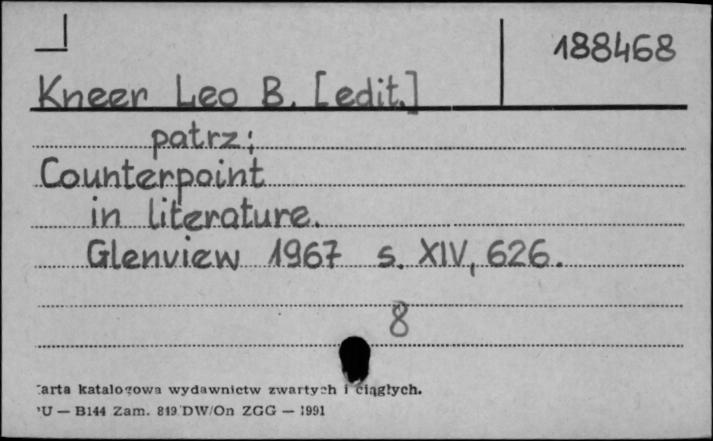 188468
Kneer Leo B. [edit.]
patrz:
Counterpoint
in literature.
Glenview 1967 s. XIV, 626.
8
arta katalogowa wydawnictw zwartych i ciągłych.
U — B144 Zam. 819 DW/On ZGG — 1991